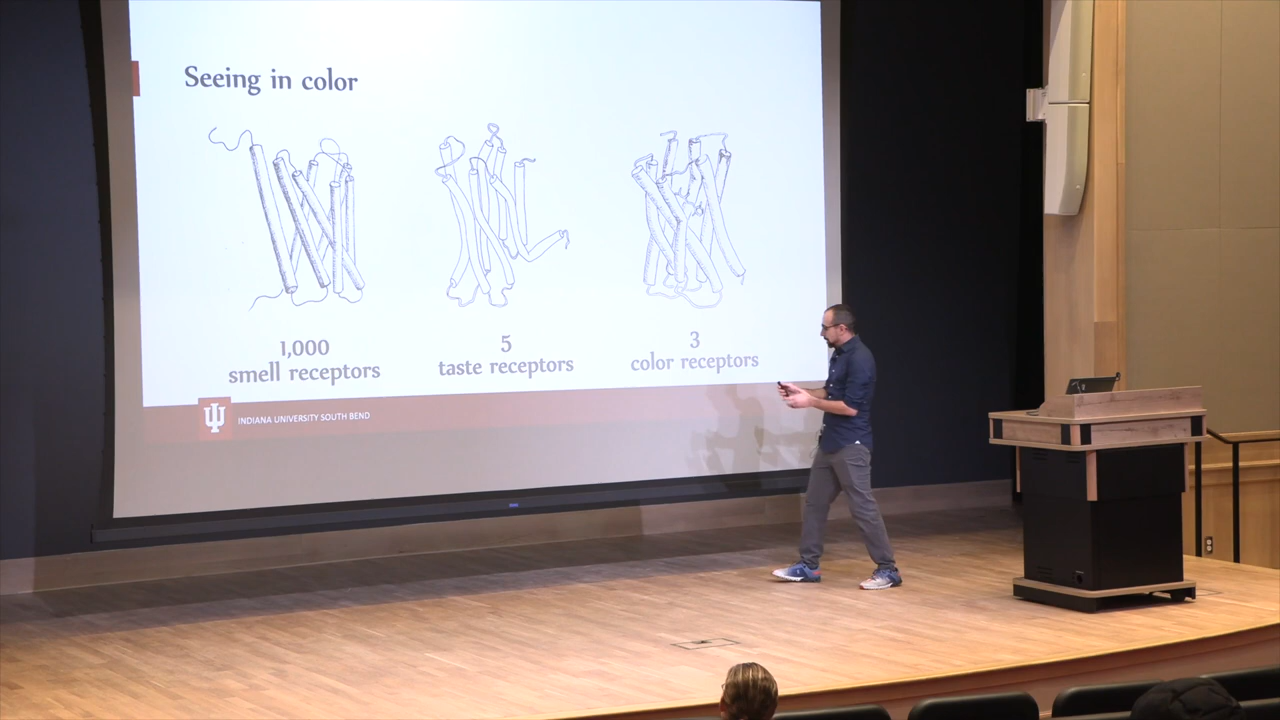 Seeing in color
1,000
smell receptors
5
taste receptors
3
color receptors
INDIANA UNIVERSITY SOUTH BEND